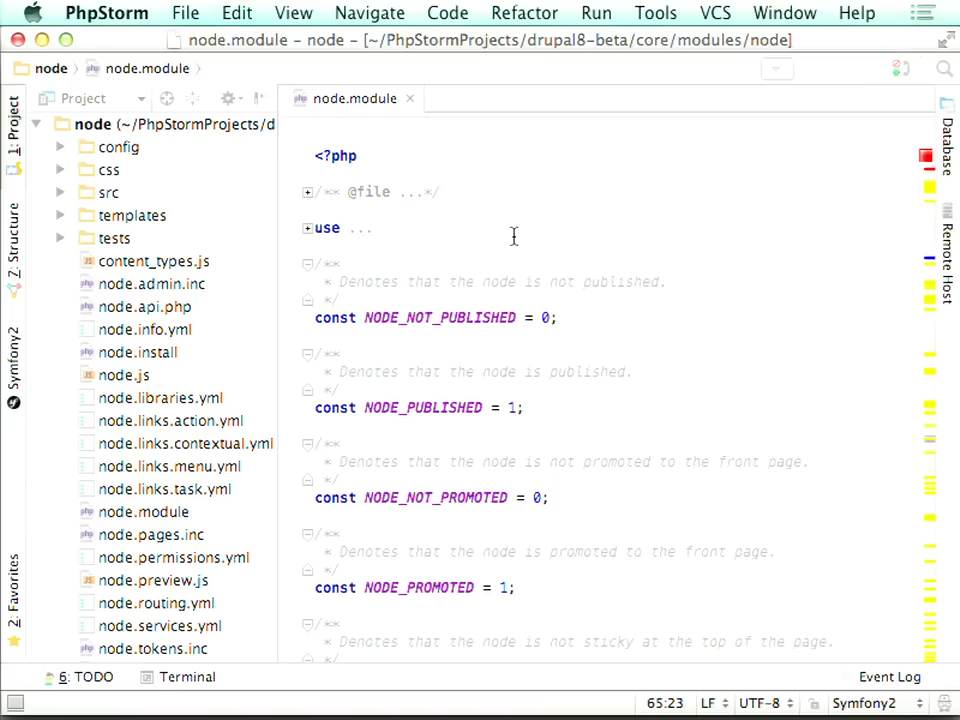 PhpStorm File Edit View Navigate Code Refactor Run Tools VCS Window Help
node.module - node - [~/PhpStormProjects/drupal8-beta/core/modules/node]
node node.module
Project
node.module
1: Project
7: Structure
Symfony2
2: Favorites
node (~/PhpStormProjects/d
config
css
src
templates
tests
content_types.js
node.admin.inc
node.api.php
node.info.yml
node.install
node.js
node.libraries.yml
node.links.action.yml
node.links.contextual.yml
node.links.menu.yml
node.links.task.yml
node.module
node.pages.inc
node.permissions.yml
node.preview.js
node.routing.yml
node.services.yml
node.tokens.inc
<?php
/** @file ...*/
use ...
/**
* Denotes that the node is not published.
*/
const NODE_NOT_PUBLISHED = 0;
/**
* Denotes that the node is published.
*/
const NODE_PUBLISHED = 1;
/**
* Denotes that the node is not promoted to the front page.
*/
const NODE_NOT_PROMOTED = 0;
/**
* Denotes that the node is promoted to the front page.
*/
const NODE_PROMOTED = 1;
/**
* Denotes that the node is not sticky at the top of the page.
*/
Database
Remote Host
6: TODO Terminal Event Log
65:23 LF UTF-8 Symfony2